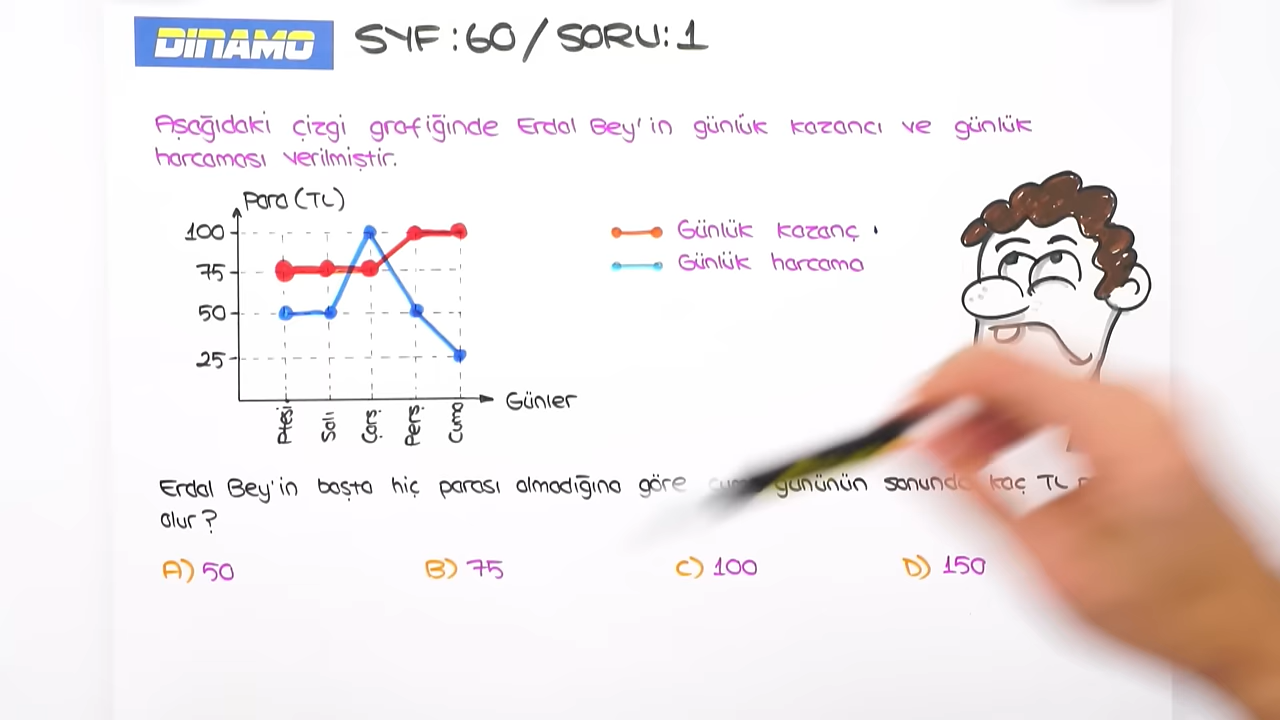 DINAMO SYF:60/SORU:1
Aşağıdaki çizgi grafiğinde Erdal Bey'in günlük kazancı ve günlük
harcaması verilmiştir.
Para (TL)
100
75
50
25
Ptesi
Salı
Çarş.
Perş.
Cuma
Günler
Günlük kazanç
Günlük harcama
Erdal Bey'in başta hiç parası olmadığına göre gününün sonunda kaç TL
olur?
A) 50 B) 75 C) 100 D) 150